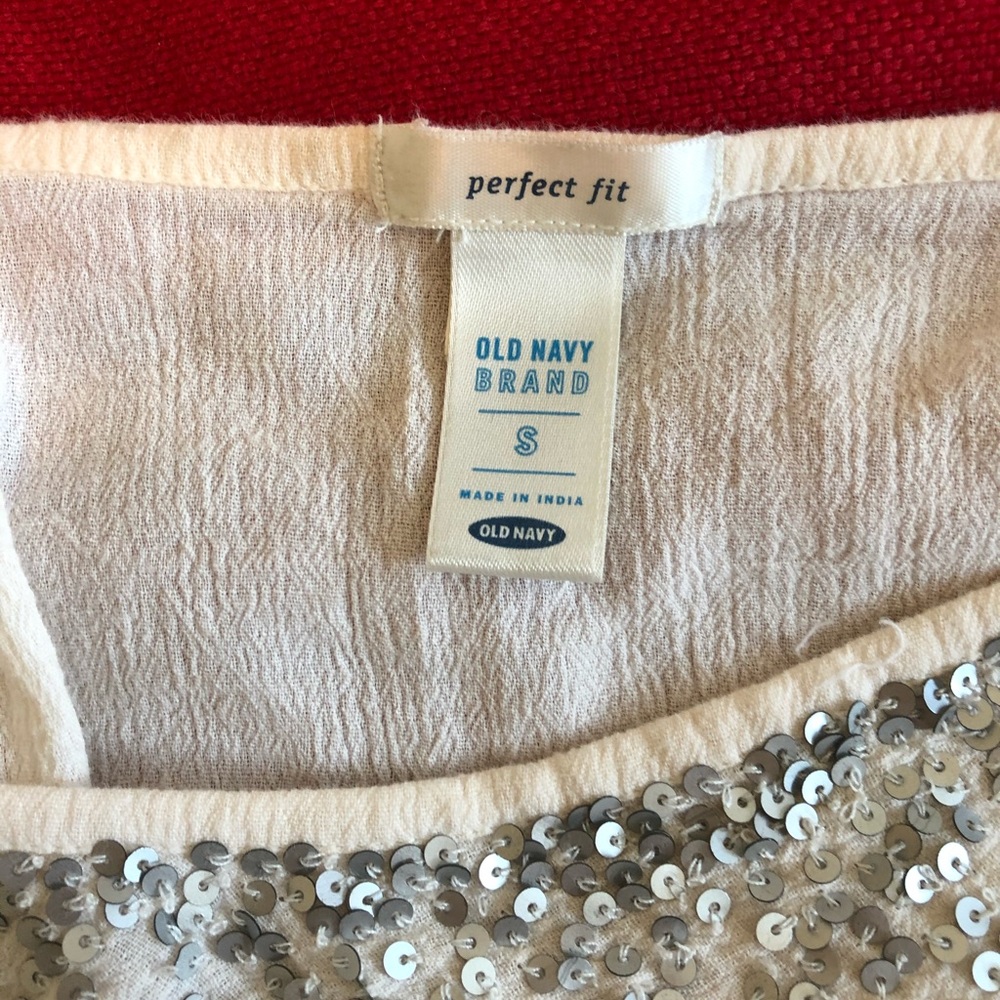 perfect fit
OLD NAVY
BRAND
S
MADE IN INDIA
OLD NAVY